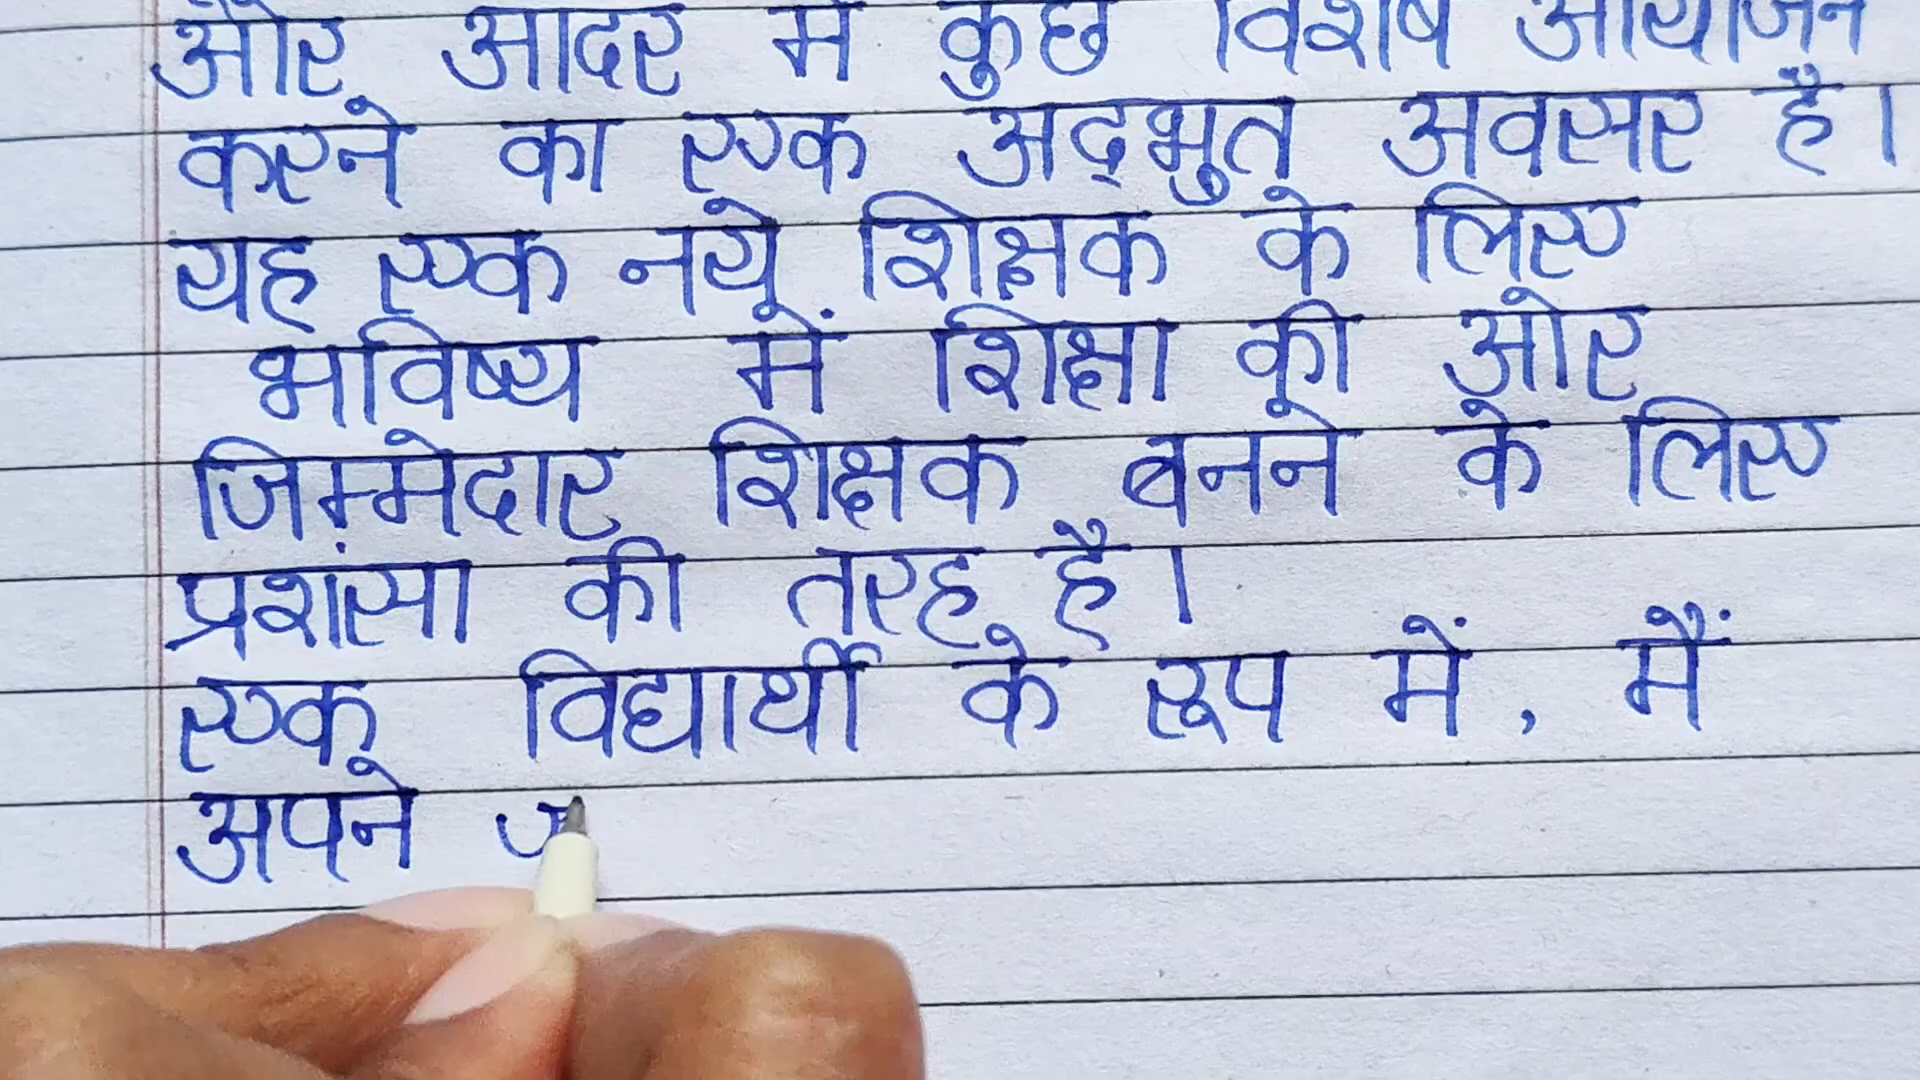 और आदर में कुछ विशेष आयोजन
करने का एक अद्भुत अवसर है।
यह एक नये शिक्षक के लिए
भविष्य में शिक्षा की ओर
जिम्मेदार शिक्षक बनने के लिए
प्रशंसा की तरह है।
एक विद्यार्थी के रूप में, मैं
अपने